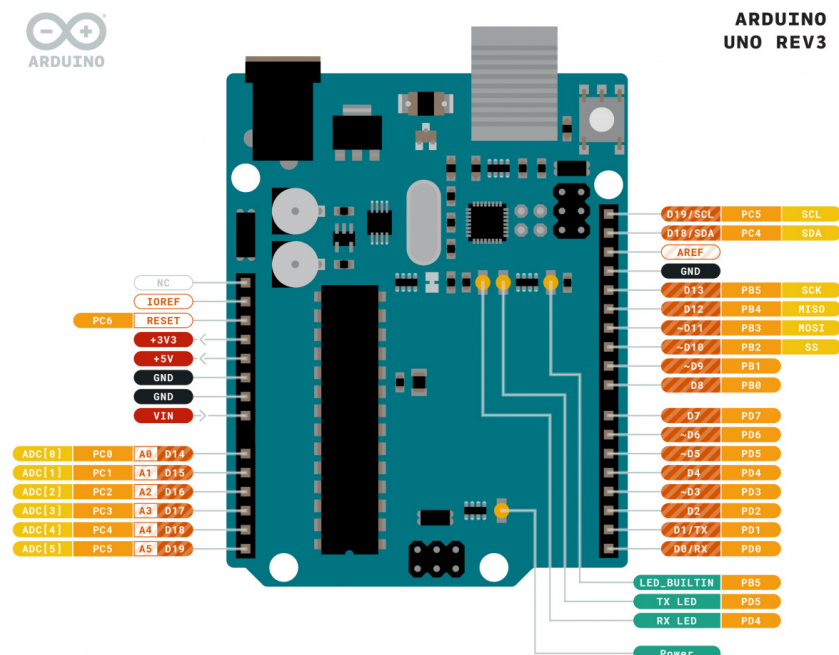 ARDUINO
ARDUINO
UNO REV3
D19/SCL PC5 SCL
D18/SDA PC4 SDA
AREF
GND
D13 PB5 SCK
D12 PB4 MISO
~D11 PB3 MOSI
~D10 PB2 SS
~D9 PB1
D8 PB0
D7 PD7
~D6 PD6
~D5 PD5
D4 PD4
~D3 PD3
D2 PD2
D1/TX PD1
D0/RX PD0
NC
IOREF
PC6 RESET
+3V3
+5V
GND
GND
VIN
ADC[0] PC0 A0 D14
ADC[1] PC1 A1 D15
ADC[2] PC2 A2 D16
ADC[3] PC3 A3 D17
ADC[4] PC4 A4 D18
ADC[5] PC5 A5 D19
LED_BUILTIN PB5
TX LED PD5
RX LED PD4
Power